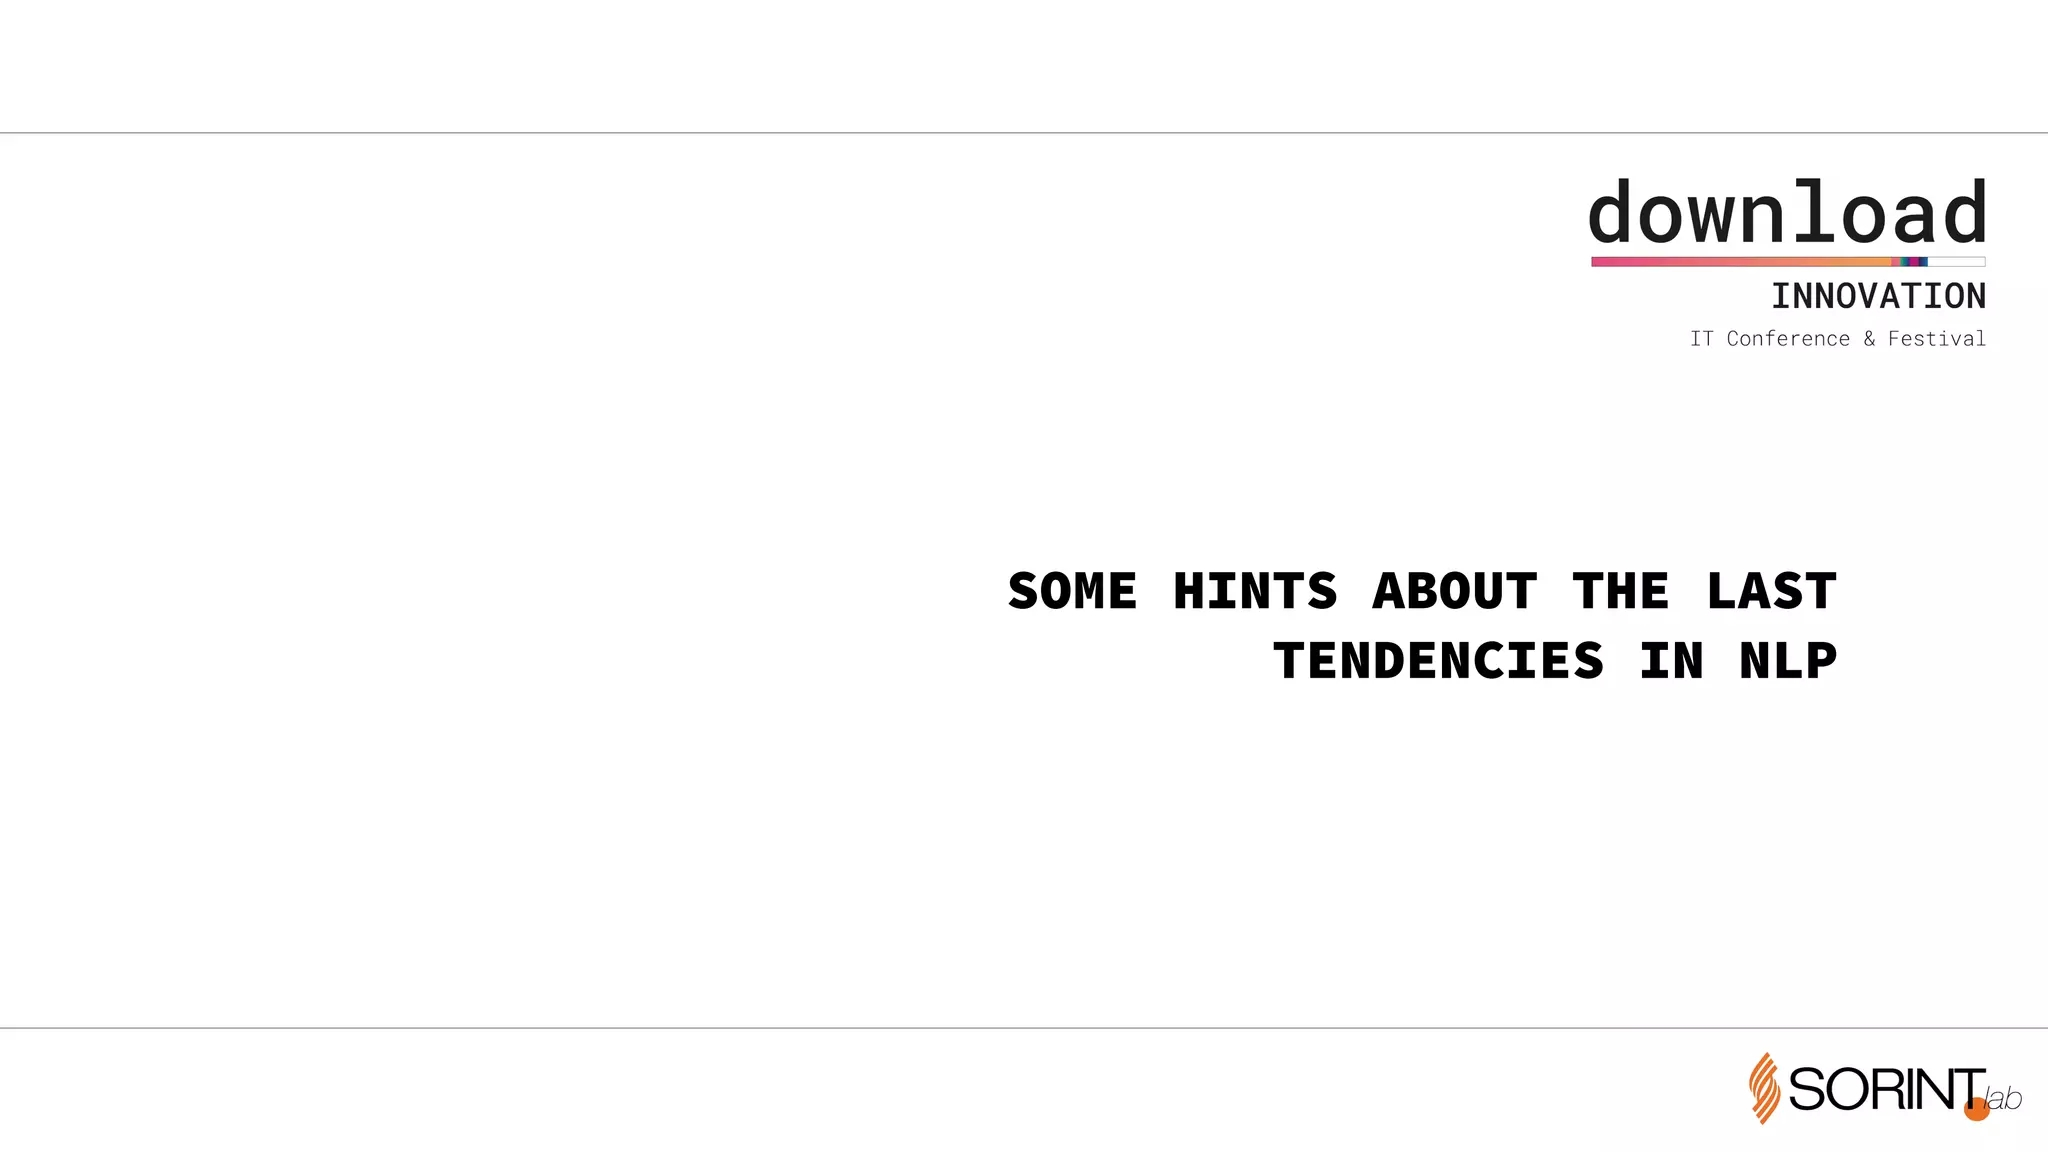 download
INNOVATION
IT Conference & Festival
SOME HINTS ABOUT THE LAST
TENDENCIES IN NLP
SORINT.lab